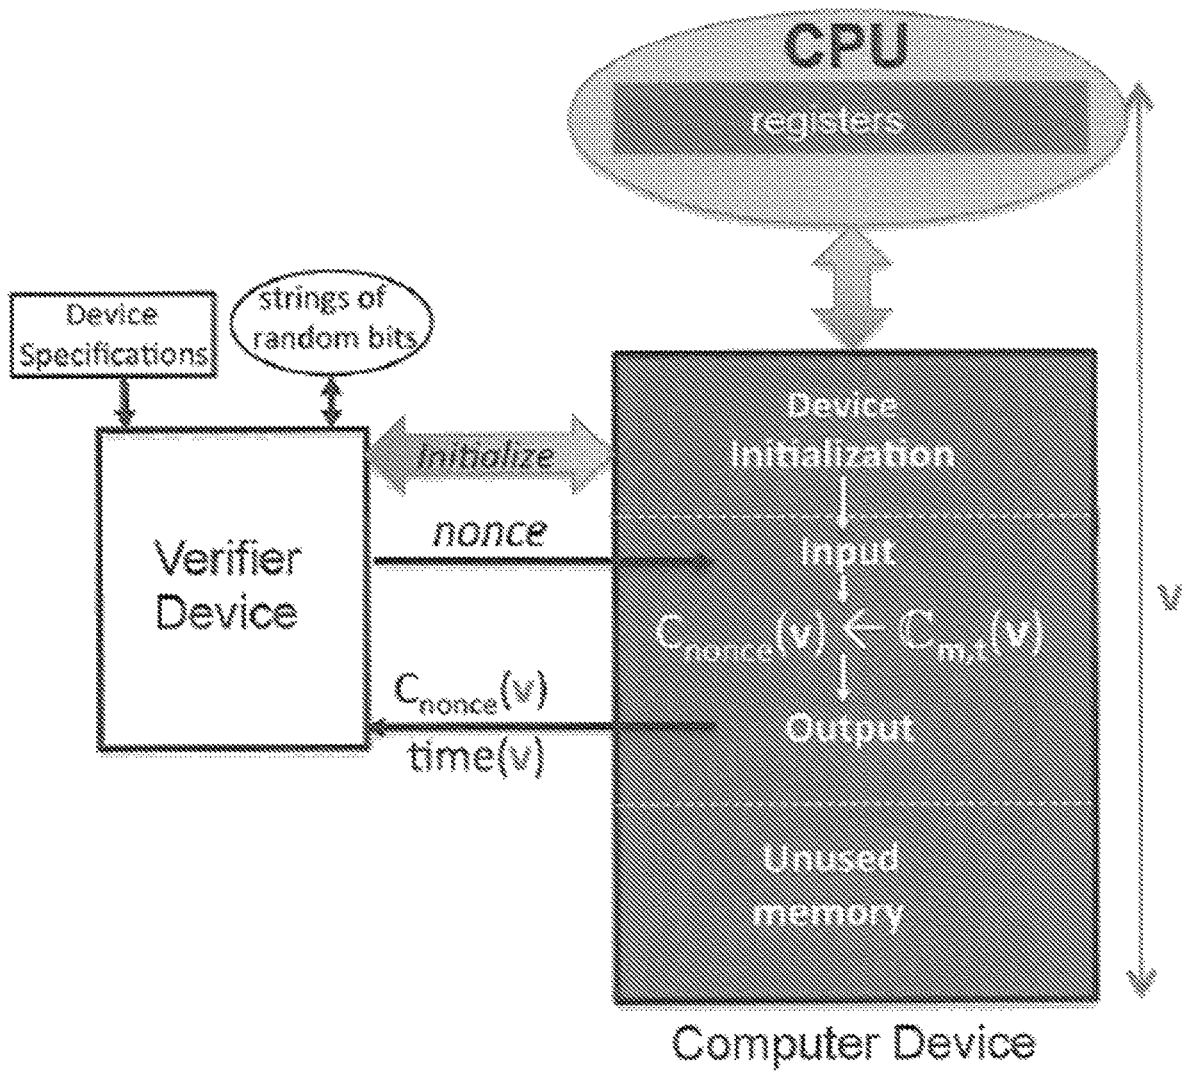 CPU
registers
Device
Specifications
strings of
random bits
Initialize
Device
Initialization
nonce
Input
Verifier
Device
v
C_nonce(v) ← ℂ_m,t(v)
C_nonce(v)
time(v)
Output
Unused
memory
Computer Device